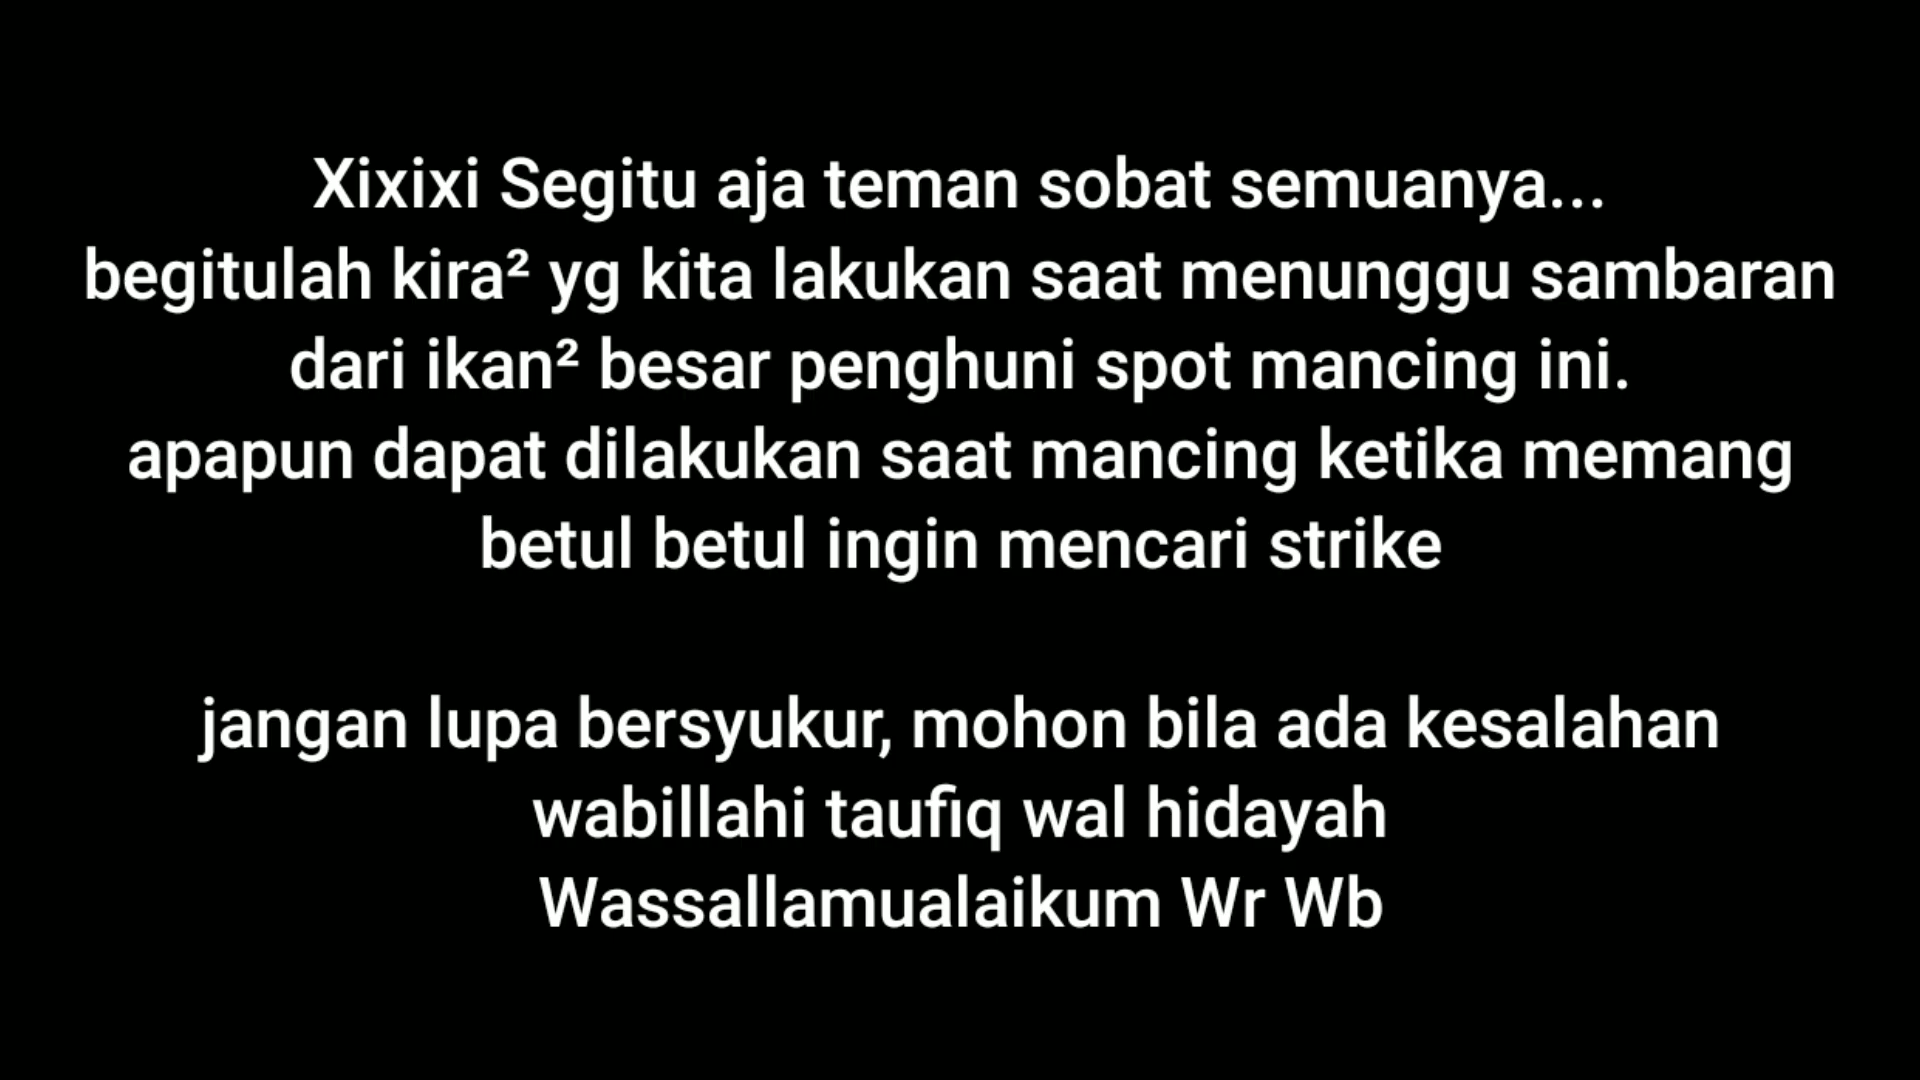 Xixixi Segitu aja teman sobat semuanya...
begitulah kira² yg kita lakukan saat menunggu sambaran
dari ikan² besar penghuni spot mancing ini.
apapun dapat dilakukan saat mancing ketika memang
betul betul ingin mencari strike
jangan lupa bersyukur, mohon bila ada kesalahan
wabillahi taufiq wal hidayah
Wassallamualaikum Wr Wb